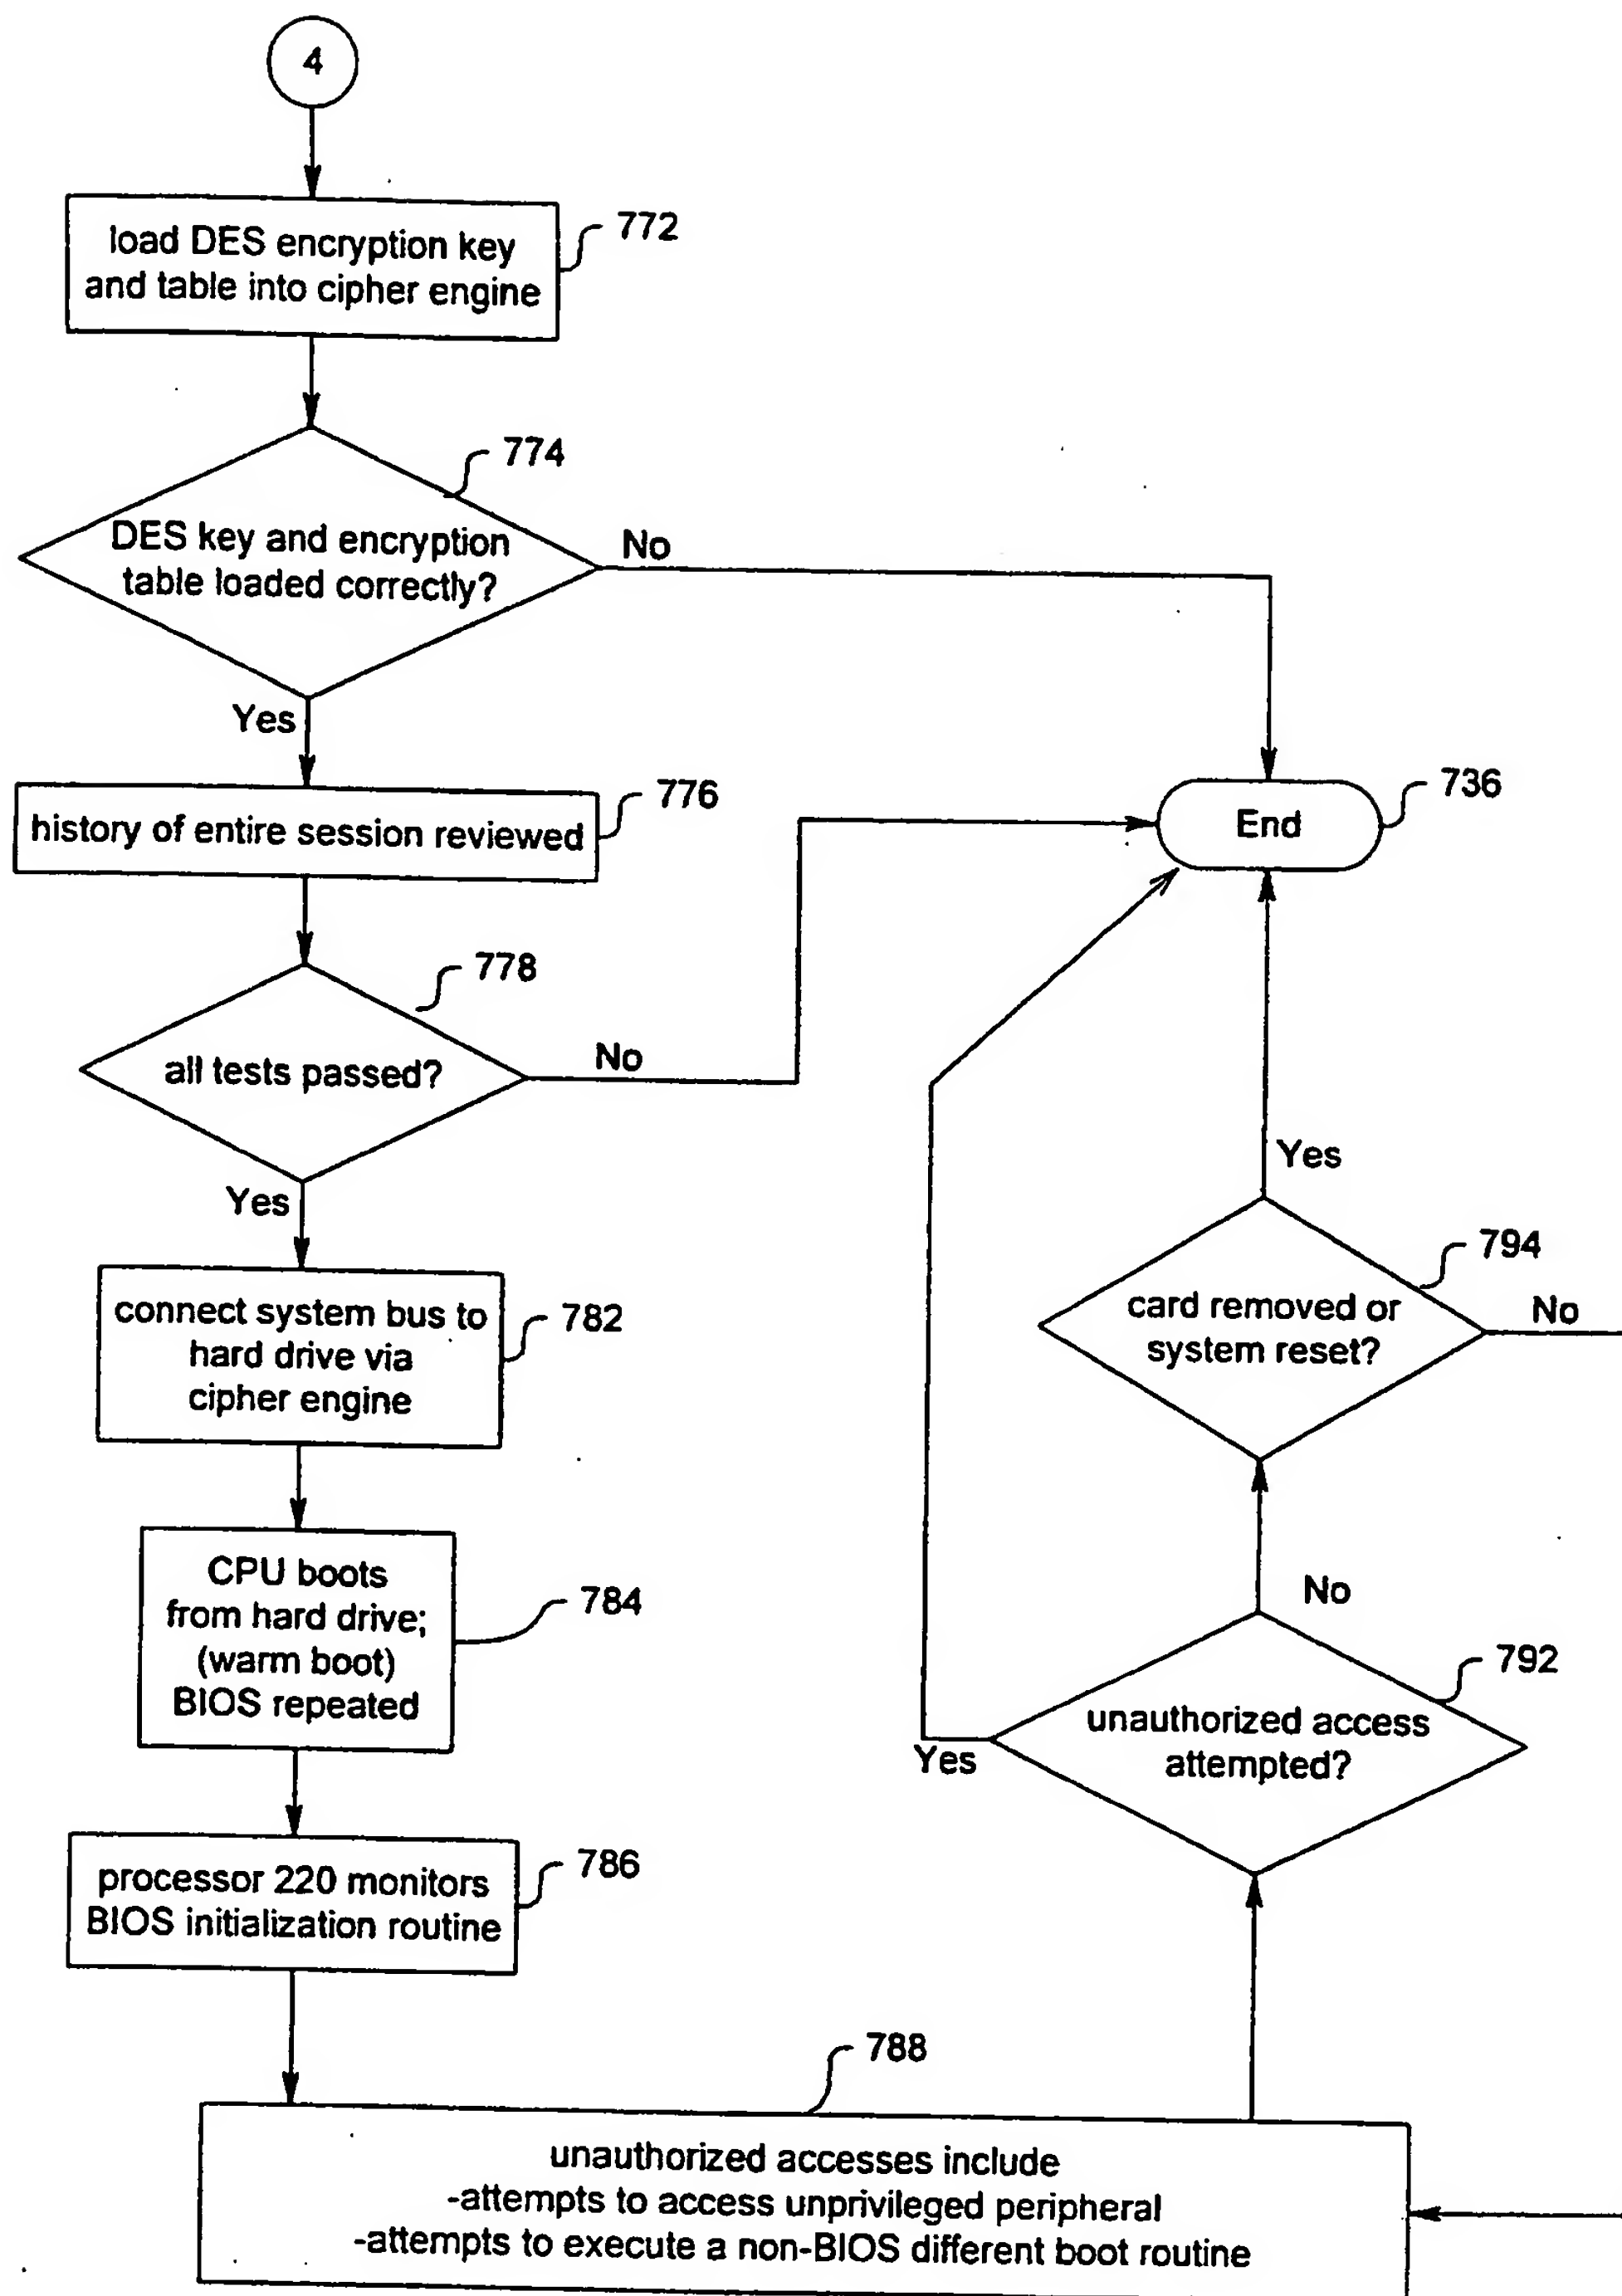 4
load DES encryption key
and table into cipher engine
772
774
DES key and encryption
table loaded correctly?
No
Yes
history of entire session reviewed
776
End
736
778
all tests passed?
No
Yes
connect system bus to
hard drive via
cipher engine
782
CPU boots
from hard drive;
(warm boot)
BIOS repeated
784
processor 220 monitors
BIOS initialization routine
786
Yes
794
card removed or
system reset?
No
No
792
unauthorized access
attempted?
Yes
788
unauthorized accesses include
-attempts to access unprivileged peripheral
-attempts to execute a non-BIOS different boot routine